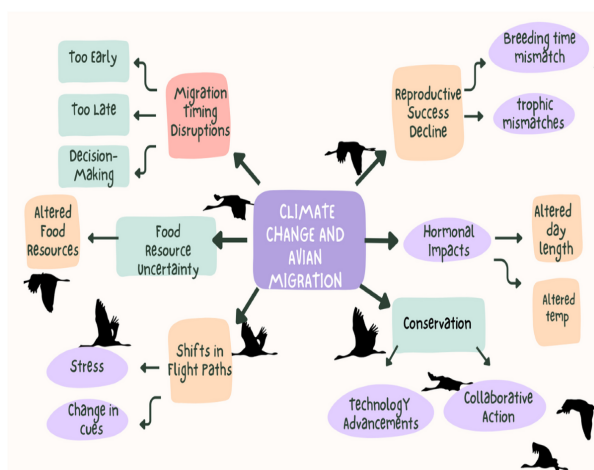 Too Early
Too Late
Decision-
Making
Migration
Timing
Disruptions
Reproductive
Success
Decline
Breeding time
mismatch
trophic
mismatches
Altered
Food
Resources
Food
Resource
Uncertainty
CLIMATE
CHANGE AND
AVIAN
MIGRATION
Hormonal
Impacts
Altered
day
length
Altered
temp
Stress
Change in
cues
Shifts in
Flight Paths
Conservation
TechnologY
Advancements
Collaborative
Action